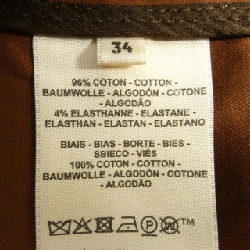 34
96% COTON - COTTON -
BAUMWOLLE - ALGODÓN - COTONE
- ALGODÃO
4% ELASTHANNE - ELASTANE -
ELASTHAN - ELASTAN - ELASTANO
BIAIS - BIAS - BORTE - BIES -
SBIECO - VIÉS
100% COTON - COTTON -
BAUMWOLLE - ALGODÓN - COTONE
- ALGODÃO